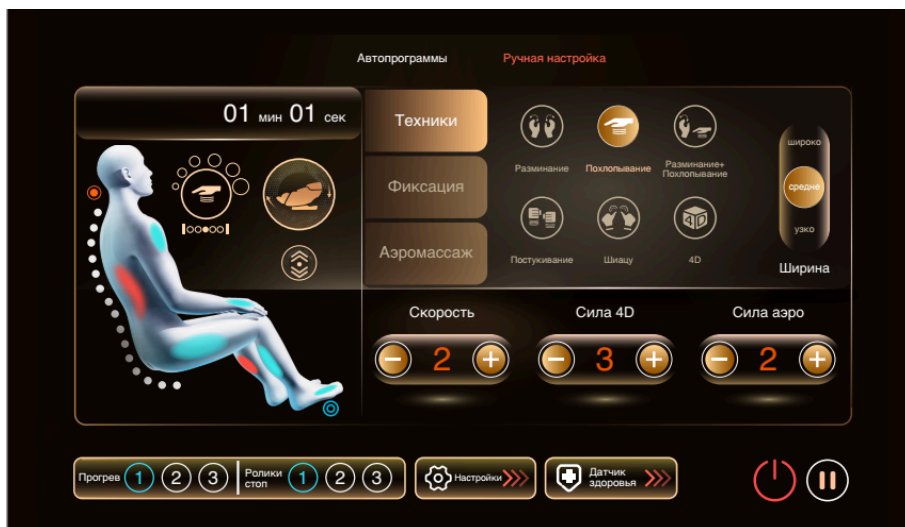 Автопрограммы
Ручная настройка
01 мин 01 сек
Техники
Фиксация
Аэромассаж
Разминание
Похлопывание
Разминание+
Похлопывание
Постукивание
Шиацу
4D
4D
широко
средне
узко
Ширина
Скорость
Сила 4D
Сила аэро
2
3
2
Прогрев 1 2 3
Ролики
стоп
1 2 3
Настройки
Датчик
здоровья